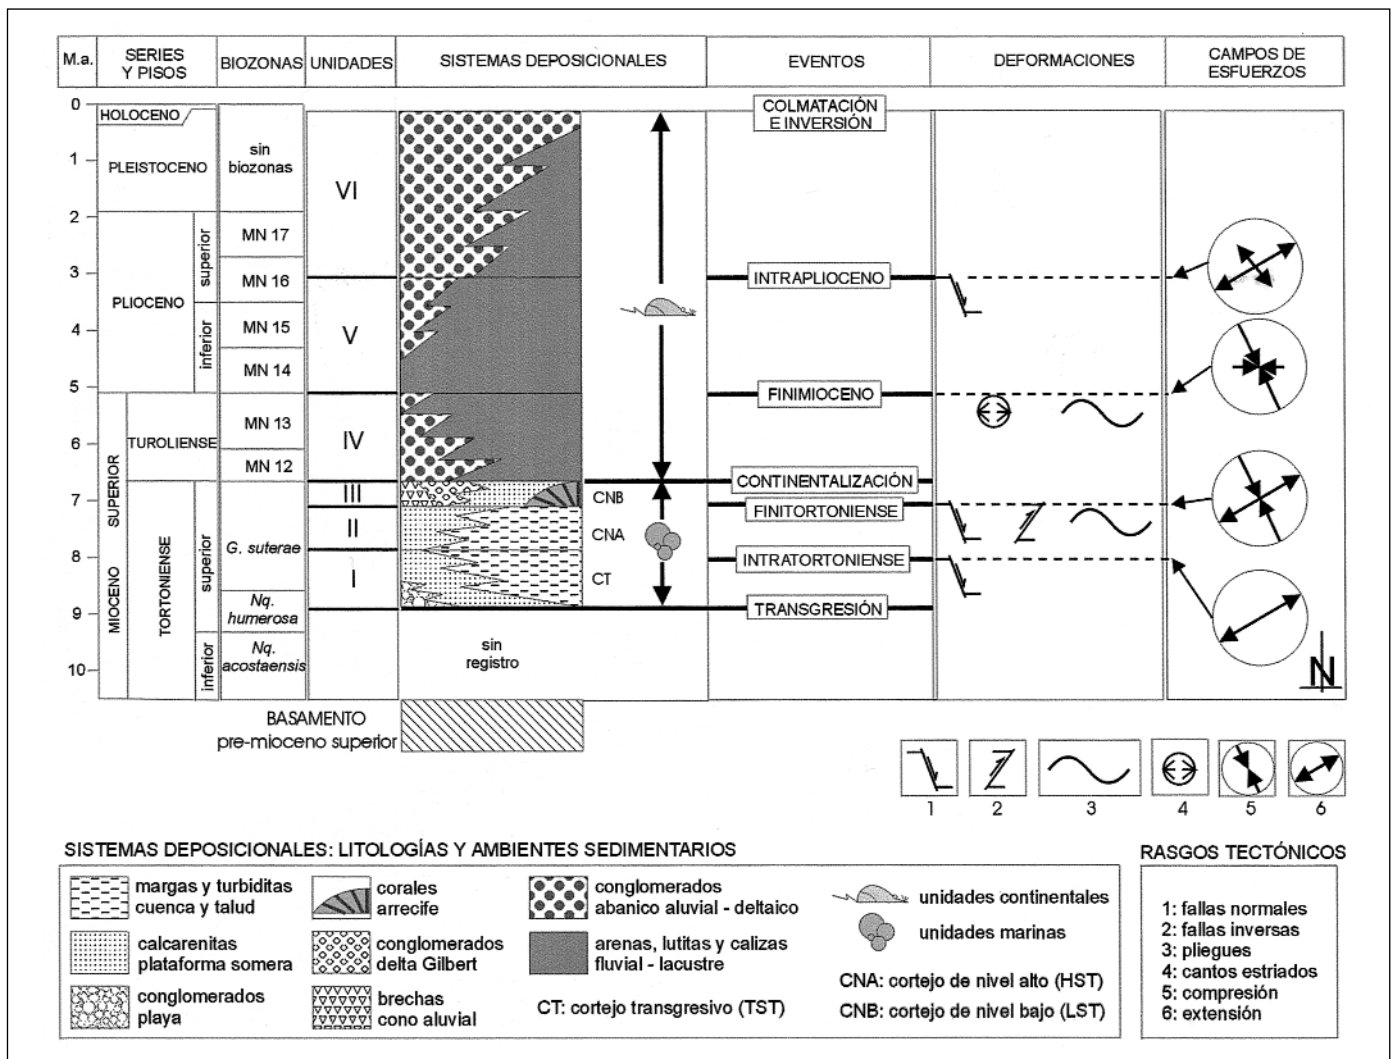 M.a.
SERIES
Y PISOS
BIOZONAS
UNIDADES
SISTEMAS DEPOSICIONALES
EVENTOS
DEFORMACIONES
CAMPOS DE
ESFUERZOS
0
1
2
3
4
5
6
7
8
9
10
HOLOCENO
PLEISTOCENO
PLIOCENO
superior
inferior
MIOCENO
SUPERIOR
TUROLIENSE
TORTONIENSE
superior
inferior
sin
biozonas
MN 17
MN 16
MN 15
MN 14
MN 13
MN 12
G. suterae
Nq.
humerosa
Nq.
acostaensis
VI
V
IV
III
II
I
CNB
CNA
CT
sin
registro
BASAMENTO
pre-mioceno superior
COLMATACIÓN
E INVERSIÓN
INTRAPLIOCENO
FINIMIOCENO
CONTINENTALIZACIÓN
FINITORTONIENSE
INTRATORTONIENSE
TRANSGRESIÓN
N
1
2
3
4
5
6
SISTEMAS DEPOSICIONALES: LITOLOGÍAS Y AMBIENTES SEDIMENTARIOS
margas y turbiditas
cuenca y talud
calcarenitas
plataforma somera
conglomerados
playa
corales
arrecife
conglomerados
delta Gilbert
brechas
cono aluvial
conglomerados
abanico aluvial - deltaico
arenas, lutitas y calizas
fluvial - lacustre
CT: cortejo transgresivo (TST)
unidades continentales
unidades marinas
CNA: cortejo de nivel alto (HST)
CNB: cortejo de nivel bajo (LST)
RASGOS TECTÓNICOS
1: fallas normales
2: fallas inversas
3: pliegues
4: cantos estriados
5: compresión
6: extensión